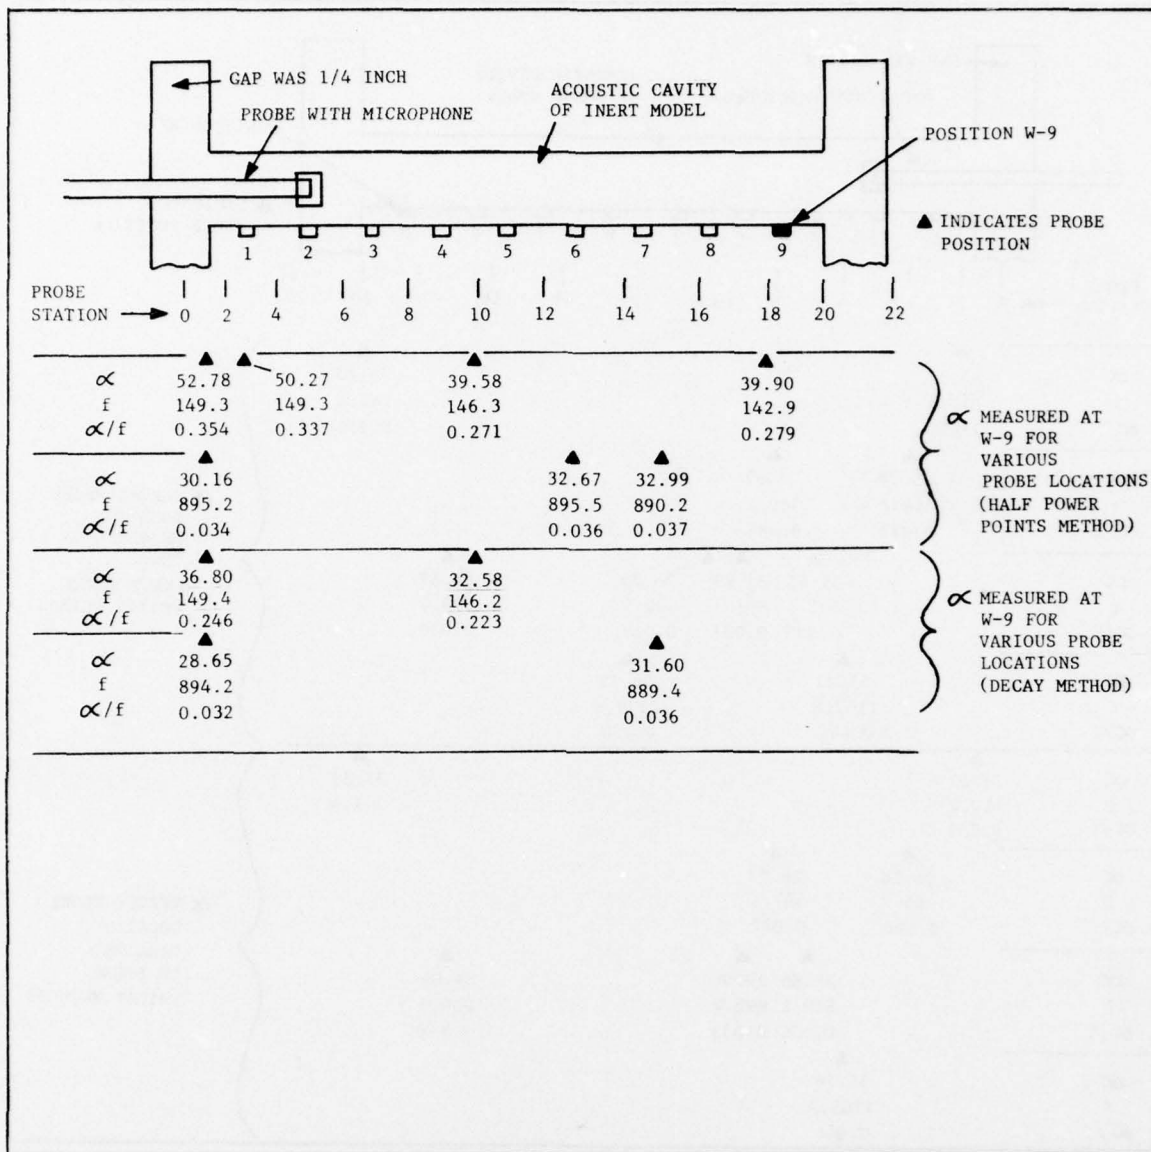 GAP WAS 1/4 INCH
PROBE WITH MICROPHONE
ACOUSTIC CAVITY
OF INERT MODEL
POSITION W-9
▲ INDICATES PROBE
POSITION
1 2 3 4 5 6 7 8 9
PROBE
STATION → 0 2 4 6 8 10 12 14 16 18 20 22
∝ 52.78 50.27 39.58 39.90
f 149.3 149.3 146.3 142.9
∝/f 0.354 0.337 0.271 0.279
∝ 30.16 32.67 32.99
f 895.2 895.5 890.2
∝/f 0.034 0.036 0.037
∝ MEASURED AT
W-9 FOR
VARIOUS
PROBE LOCATIONS
(HALF POWER
POINTS METHOD)
∝ 36.80 32.58
f 149.4 146.2
∝/f 0.246 0.223
∝ 28.65 31.60
f 894.2 889.4
∝/f 0.032 0.036
∝ MEASURED AT
W-9 FOR
VARIOUS PROBE
LOCATIONS
(DECAY METHOD)